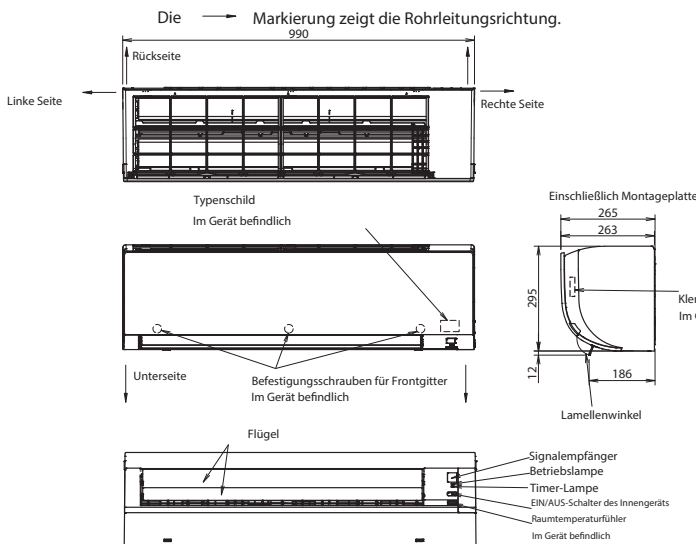 Die → Markierung zeigt die Rohrleitungsrichtung.
990
Rückseite
Linke Seite
Rechte Seite
Typenschild
Im Gerät befindlich
Einschließlich Montageplatte
265
263
295
12
186
Im
Unterseite
Befestigungsschrauben für Frontgitter
Im Gerät befindlich
Lamellenwinkel
Flügel
Signalempfänger
Betriebslampe
Timer-Lampe
EIN/AUS-Schalter des Innengeräts
Raumtemperaturfühler
Im Gerät befindlich